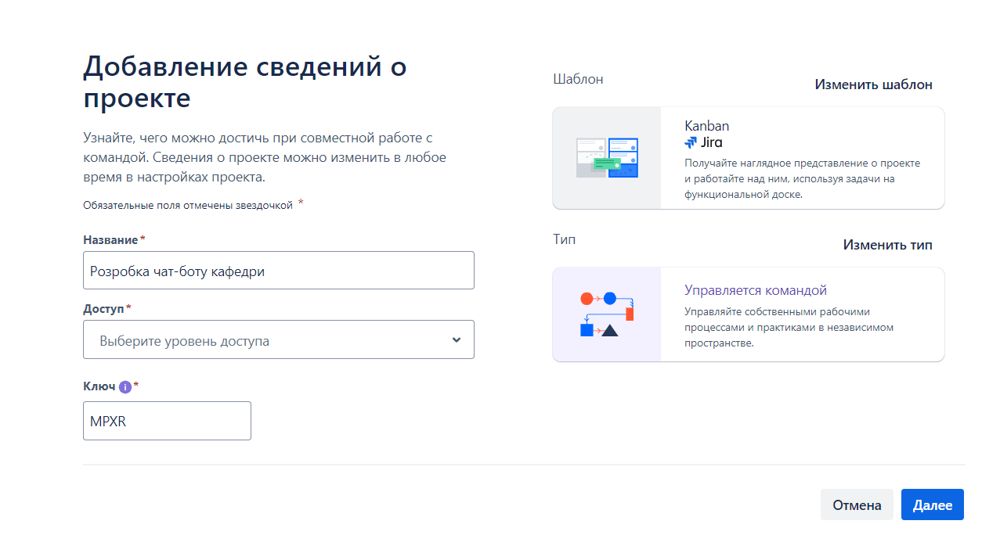 Добавление сведений о
проекте
Узнайте, чего можно достичь при совместной работе с
командой. Сведения о проекте можно изменить в любое
время в настройках проекта.
Обязательные поля отмечены звездочкой *
Название *
Розробка чат-боту кафедри
Доступ *
Выберите уровень доступа
Ключ i *
MPXR
Шаблон
Изменить шаблон
Kanban
Jira
Получайте наглядное представление о проекте
и работайте над ним, используя задачи на
функциональной доске.
Тип
Изменить тип
Управляется командой
Управляйте собственными рабочими
процессами и практиками в независимом
пространстве.
Отмена
Далее